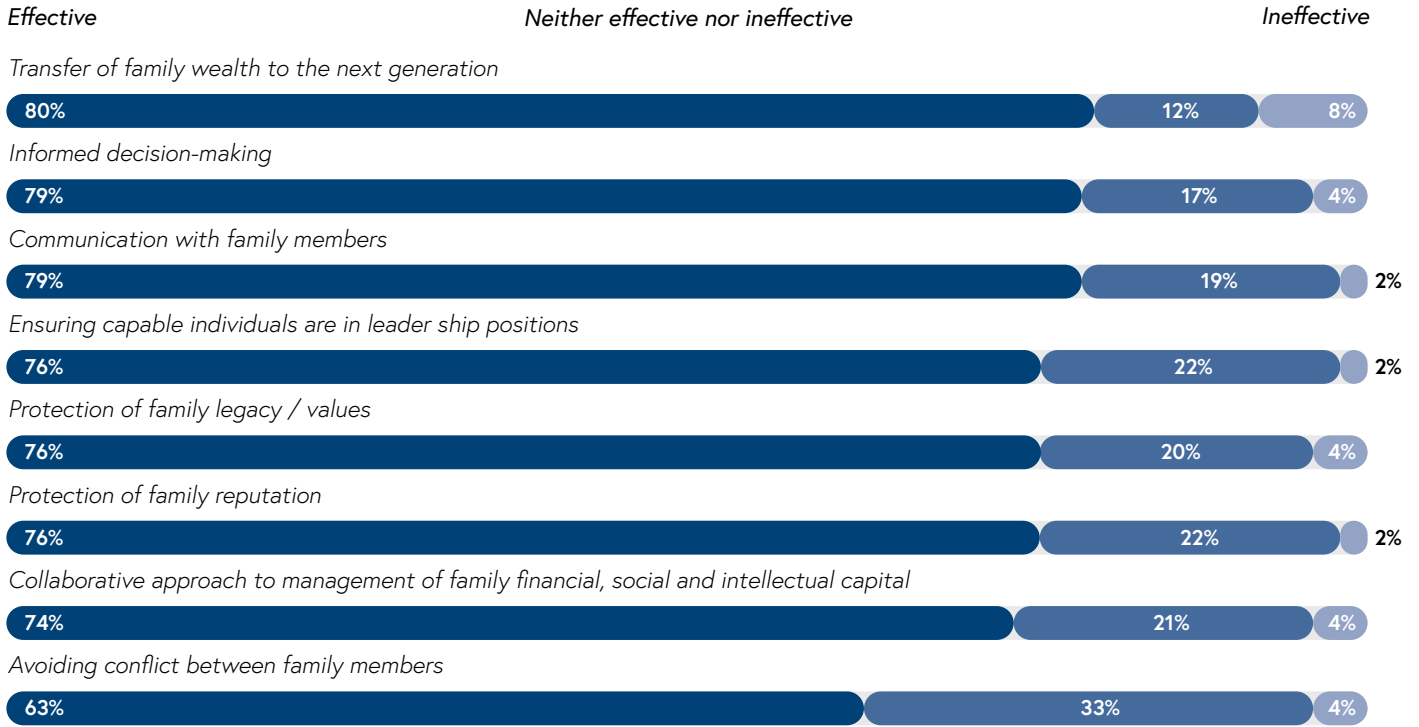 Effective Neither effective nor ineffective Ineffective
Transfer of family wealth to the next generation
80% 12% 8%
Informed decision-making
79% 17% 4%
Communication with family members
79% 19% 2%
Ensuring capable individuals are in leader ship positions
76% 22% 2%
Protection of family legacy / values
76% 20% 4%
Protection of family reputation
76% 22% 2%
Collaborative approach to management of family financial, social and intellectual capital
74% 21% 4%
Avoiding conflict between family members
63% 33% 4%